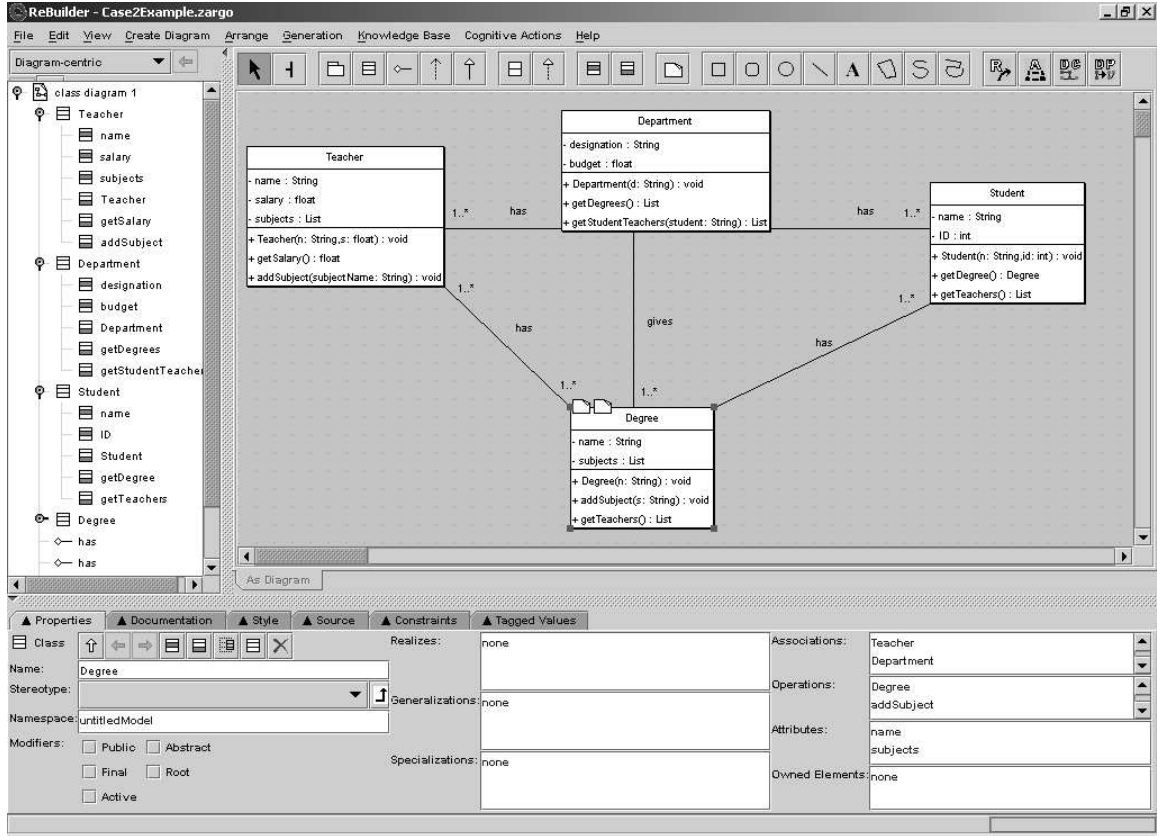 ReBuilder - Case2Example.zargo
File Edit View Create Diagram Arrange Generation Knowledge Base Cognitive Actions Help
Diagram-centric
class diagram 1
Teacher
name
salary
subjects
Teacher
getSalary
addSubject
Department
designation
budget
Department
getDegrees
getStudentTeacher
Student
name
ID
Student
getDegree
getTeachers
Degree
has
has
Teacher
- name : String
- salary : float
- subjects : List
+ Teacher(n: String,s: float) : void
+ getSalary() : float
+ addSubject(subjectName: String) : void
1..*
has
Department
- designation : String
- budget : float
+ Department(d: String) : void
+ getDegrees() : List
+ getStudentTeachers(student: String) : List
has
1..*
Student
- name : String
- ID : int
+ Student(n: String,id: int) : void
+ getDegree() : Degree
+ getTeachers() : List
1..*
has
1..*
gives
1..*
1..*
has
Degree
- name : String
- subjects : List
+ Degree(n: String) : void
+ addSubject(s: String) : void
+ getTeachers() : List
As Diagram
Properties Documentation Style Source Constraints Tagged Values
Class
Name: Degree
Stereotype:
Namespace: untitledModel
Modifiers: Public Abstract
Final Root
Active
Realizes: none
Generalizations: none
Specializations: none
Associations: Teacher
Department
Operations: Degree
addSubject
Attributes: name
subjects
Owned Elements: none